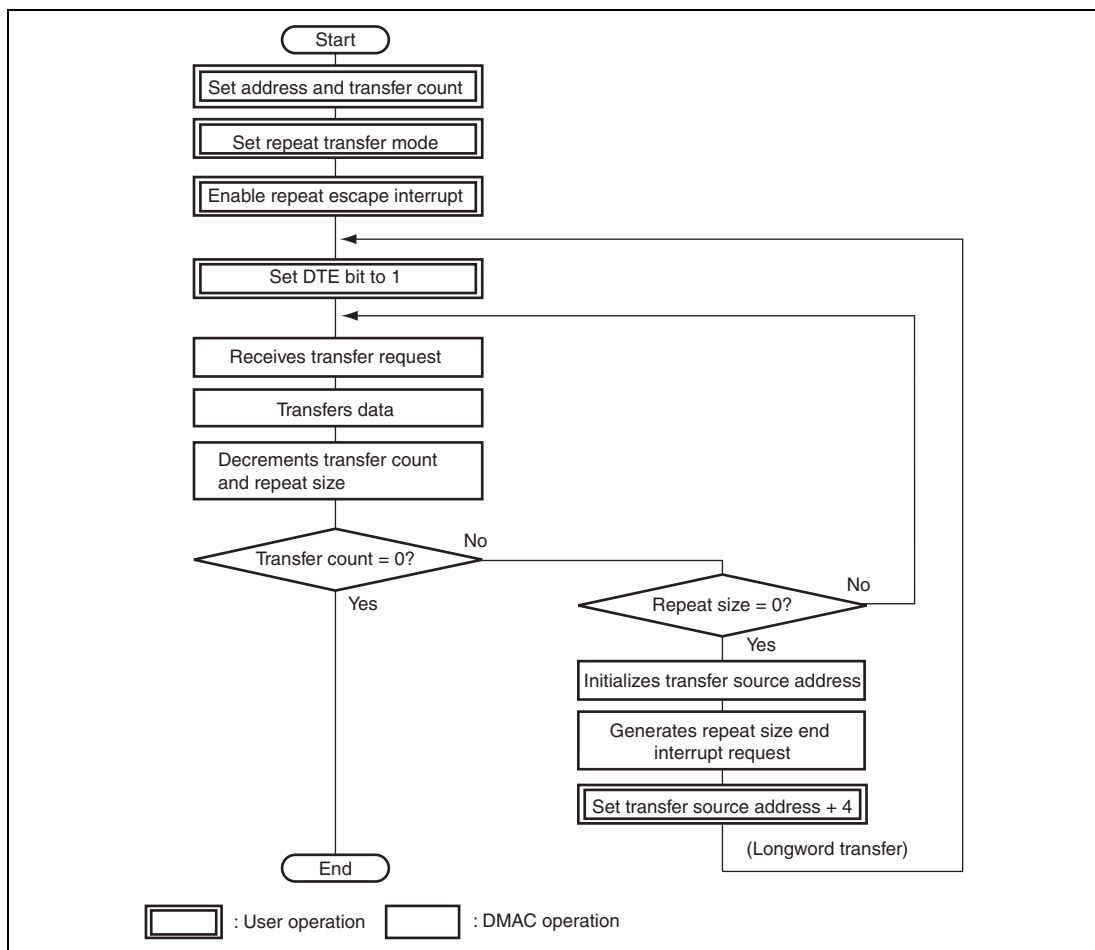 Start
Set address and transfer count
Set repeat transfer mode
Enable repeat escape interrupt
Set DTE bit to 1
Receives transfer request
Transfers data
Decrements transfer count
and repeat size
Transfer count = 0?
No
Yes
Repeat size = 0?
No
Yes
Initializes transfer source address
Generates repeat size end
interrupt request
Set transfer source address + 4
(Longword transfer)
End
: User operation
: DMAC operation